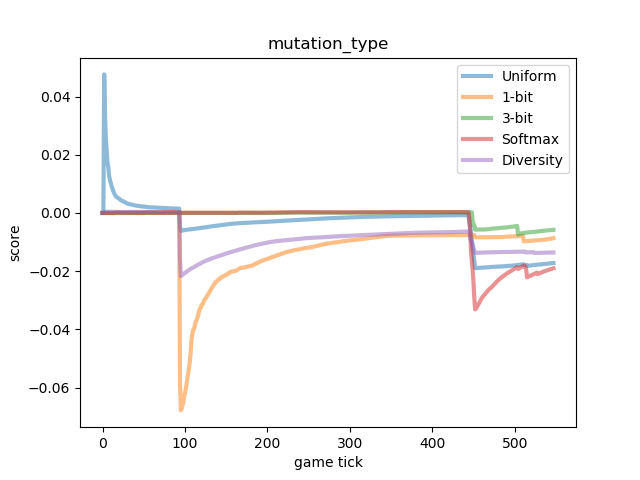 mutation_type
Uniform
1-bit
3-bit
Softmax
Diversity
score
0.04
0.02
0.00
−0.02
−0.04
−0.06
0 100 200 300 400 500
game tick